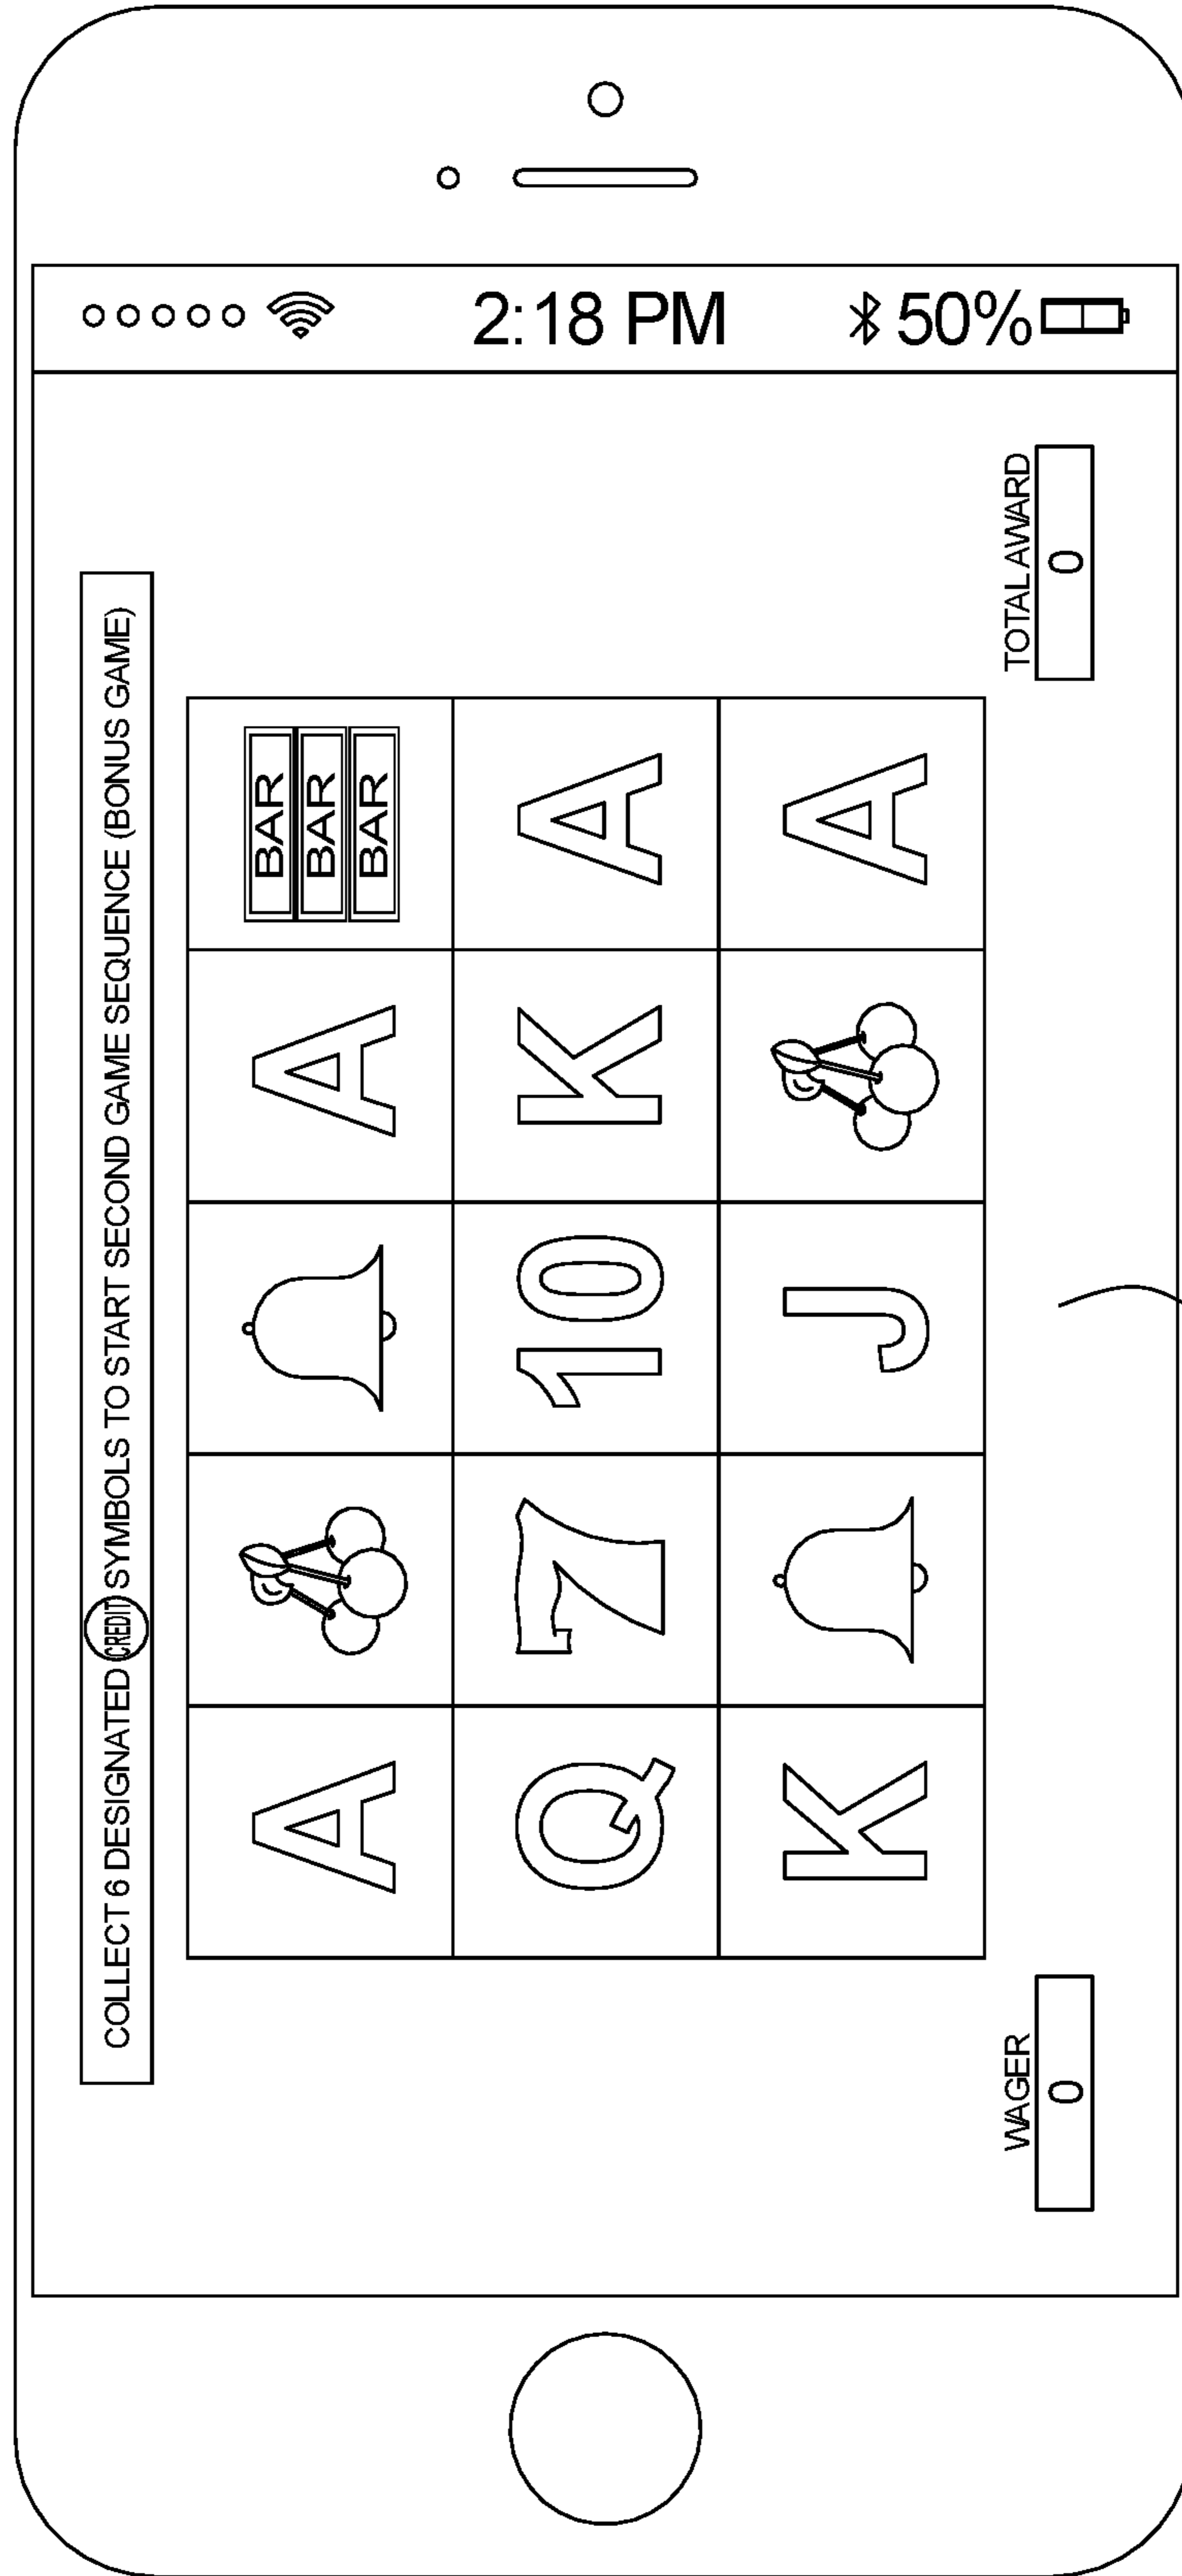 2:18 PM 50%
COLLECT 6 DESIGNATED CREDIT SYMBOLS TO START SECOND GAME SEQUENCE (BONUS GAME)
A A BAR
BAR
BAR
Q 7 10 K A
K J A
WAGER TOTAL AWARD
0 0